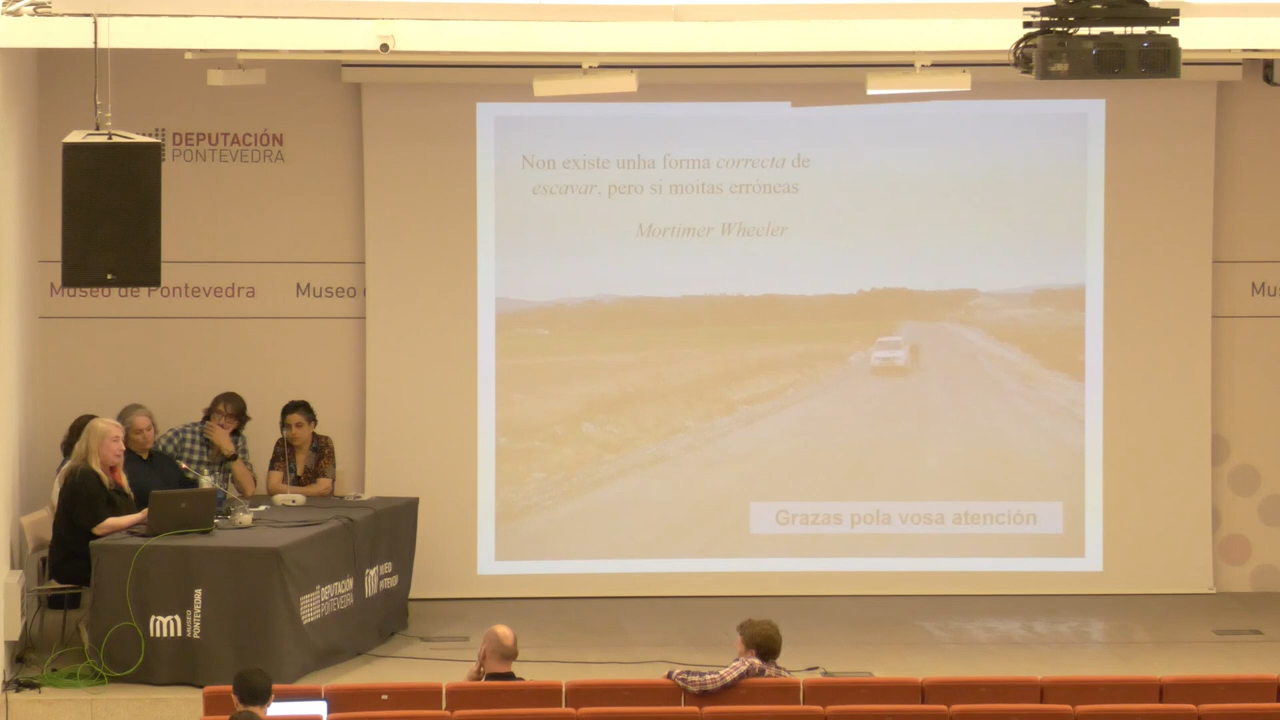 DEPUTACIÓN
PONTEVEDRA
Museo de Pontevedra
Museo
Mus
Non existe unha forma correcta de
escavar, pero si moitas erróneas
Mortimer Wheeler
Grazas pola vosa atención
MUSEO
PONTEVEDRA
DEPUTACIÓN
PONTEVEDRA